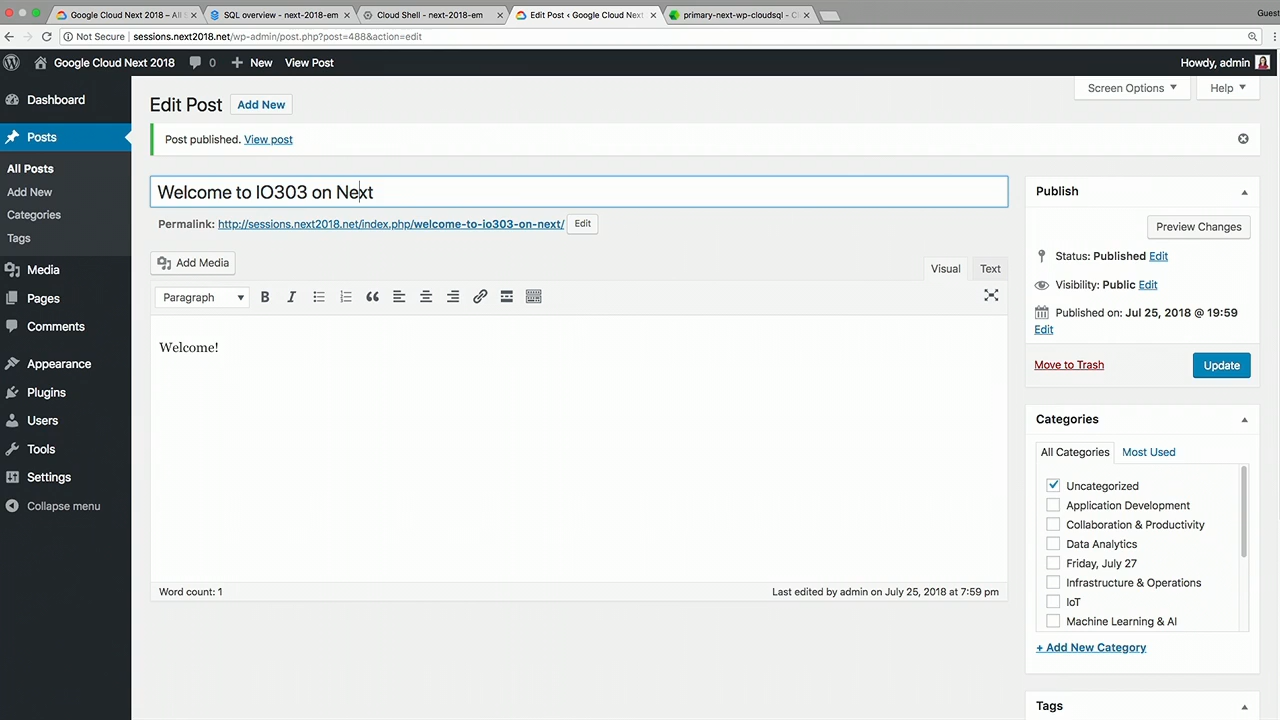 Google Cloud Next 2018 – All S
SQL overview - next-2018-em
Cloud Shell - next-2018-em
Edit Post ‹ Google Cloud Next
primary-next-wp-cloudsql - C
Guest
Not Secure | sessions.next2018.net/wp-admin/post.php?post=488&action=edit
Google Cloud Next 2018 0 New View Post Howdy, admin
Screen Options Help
Dashboard
Posts
All Posts
Add New
Categories
Tags
Media
Pages
Comments
Appearance
Plugins
Users
Tools
Settings
Collapse menu
Edit Post Add New
Post published. View post
Welcome to IO303 on Next
Permalink: http://sessions.next2018.net/index.php/welcome-to-io303-on-next/ Edit
Add Media
Visual Text
Paragraph B I
Welcome!
Word count: 1
Last edited by admin on July 25, 2018 at 7:59 pm
Publish
Preview Changes
Status: Published Edit
Visibility: Public Edit
Published on: Jul 25, 2018 @ 19:59
Edit
Move to Trash Update
Categories
All Categories Most Used
Uncategorized
Application Development
Collaboration & Productivity
Data Analytics
Friday, July 27
Infrastructure & Operations
IoT
Machine Learning & AI
+ Add New Category
Tags